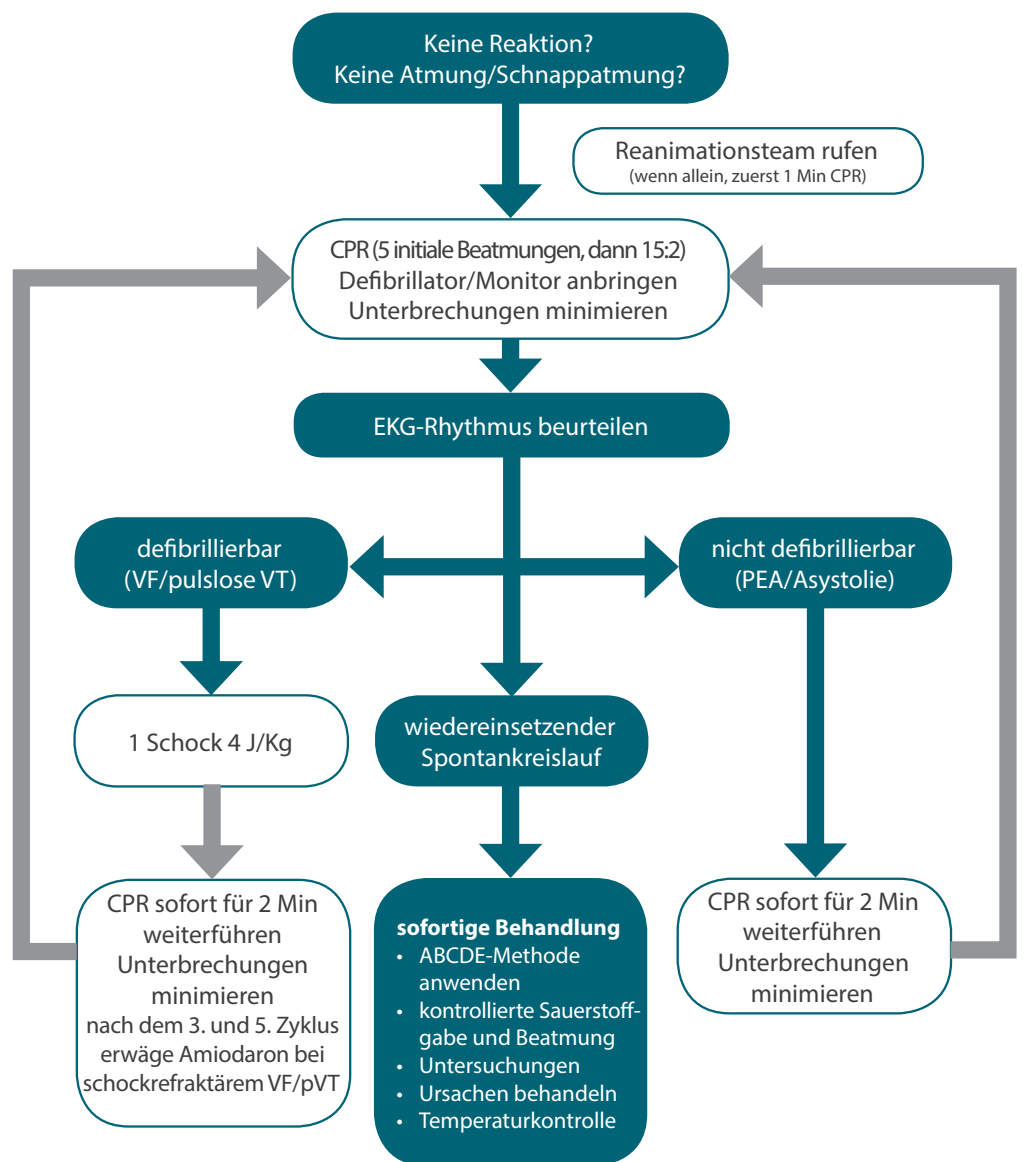 Keine Reaktion?
Keine Atmung/Schnappatmung?
Reanimationsteam rufen
(wenn allein, zuerst 1 Min CPR)
CPR (5 initiale Beatmungen, dann 15:2)
Defibrillator/Monitor anbringen
Unterbrechungen minimieren
EKG-Rhythmus beurteilen
defibrillierbar
(VF/pulslose VT)
nicht defibrillierbar
(PEA/Asystolie)
1 Schock 4 J/Kg
wiedereinsetzender
Spontankreislauf
CPR sofort für 2 Min
weiterführen
Unterbrechungen
minimieren
nach dem 3. und 5. Zyklus
erwäge Amiodaron bei
schockrefraktärem VF/pVT
sofortige Behandlung
• ABCDE-Methode
anwenden
• kontrollierte Sauerstoff-
gabe und Beatmung
• Untersuchungen
• Ursachen behandeln
• Temperaturkontrolle
CPR sofort für 2 Min
weiterführen
Unterbrechungen
minimieren